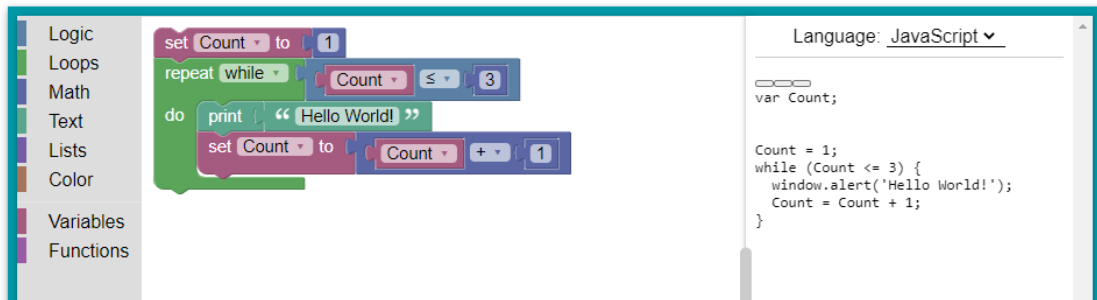 Logic
Loops
Math
Text
Lists
Color
Variables
Functions
set Count to 1
repeat while Count ≤ 3
do print “ Hello World! ”
set Count to Count + 1
Language: JavaScript
var Count;
Count = 1;
while (Count <= 3) {
  window.alert('Hello World!');
  Count = Count + 1;
}